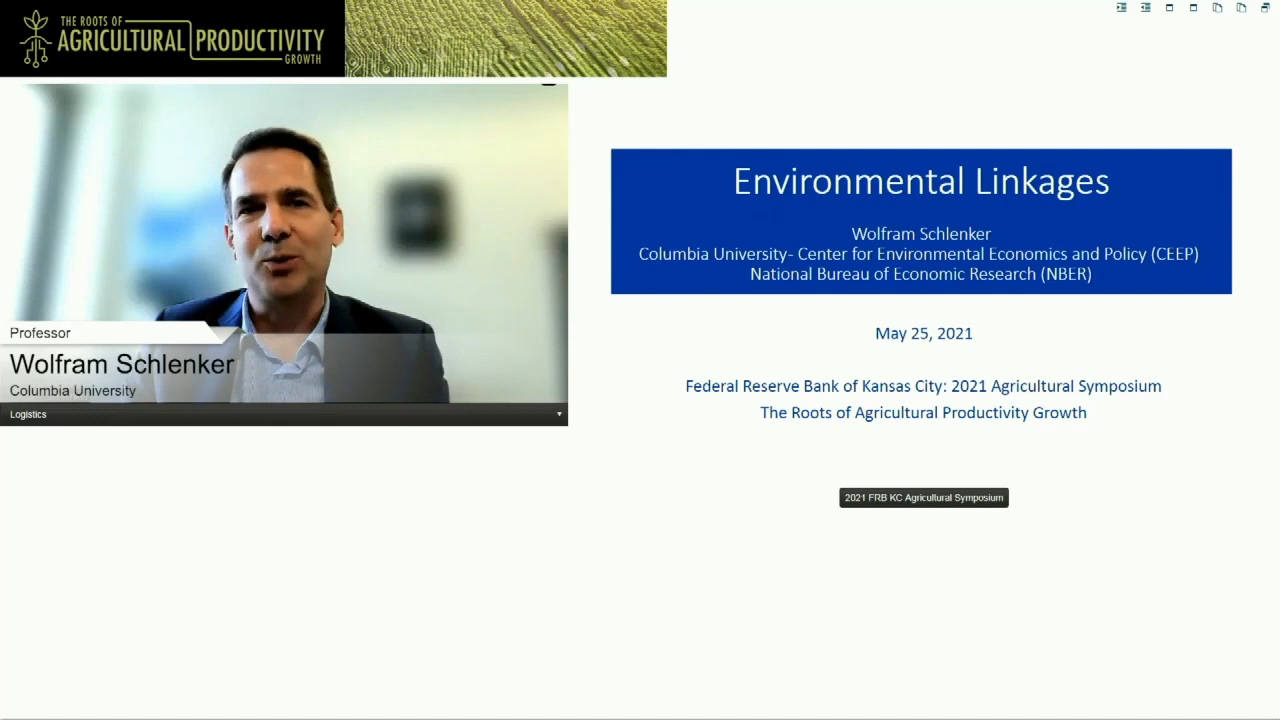 THE ROOTS OF
AGRICULTURAL PRODUCTIVITY
GROWTH
Professor
Wolfram Schlenker
Columbia University
Logistics
Environmental Linkages
Wolfram Schlenker
Columbia University- Center for Environmental Economics and Policy (CEEP)
National Bureau of Economic Research (NBER)
May 25, 2021
Federal Reserve Bank of Kansas City: 2021 Agricultural Symposium
The Roots of Agricultural Productivity Growth
2021 FRB KC Agricultural Symposium